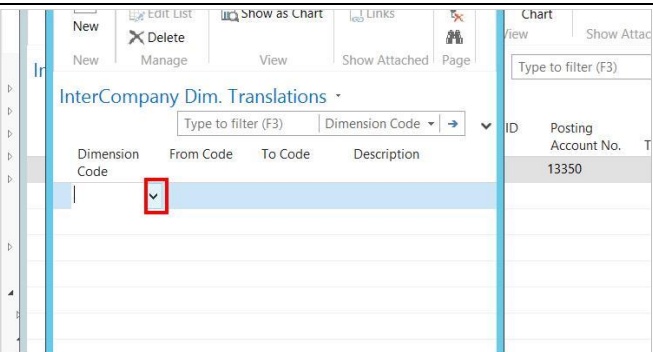 New
Edit List
Show as Chart
Links
Chart
Delete
View
Show Attac
New
Manage
View
Show Attached
Page
In
Type to filter (F3)
InterCompany Dim. Translations
Type to filter (F3)
Dimension Code
ID
Posting
Account No.
T
Dimension
Code
From Code
To Code
Description
13350